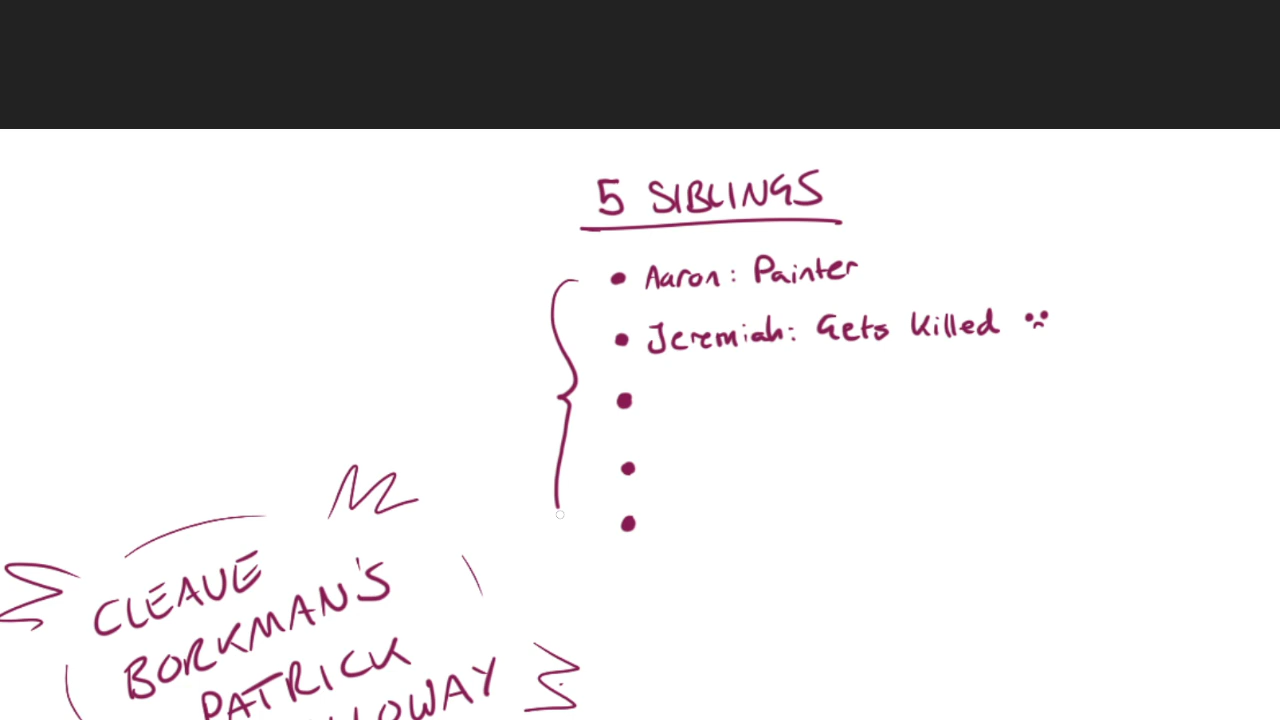 5 SIBLINGS
• Aaron: Painter
• Jeremiah: Gets Killed
•
•
•
CLEAVE
BORKMAN'S
PATRICK